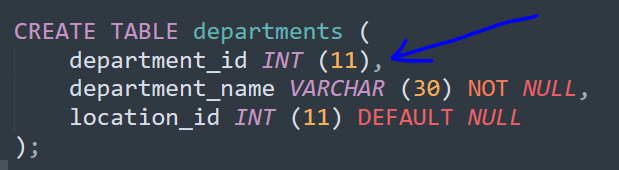 CREATE TABLE departments (
    department_id INT (11),
    department_name VARCHAR (30) NOT NULL,
    location_id INT (11) DEFAULT NULL
);